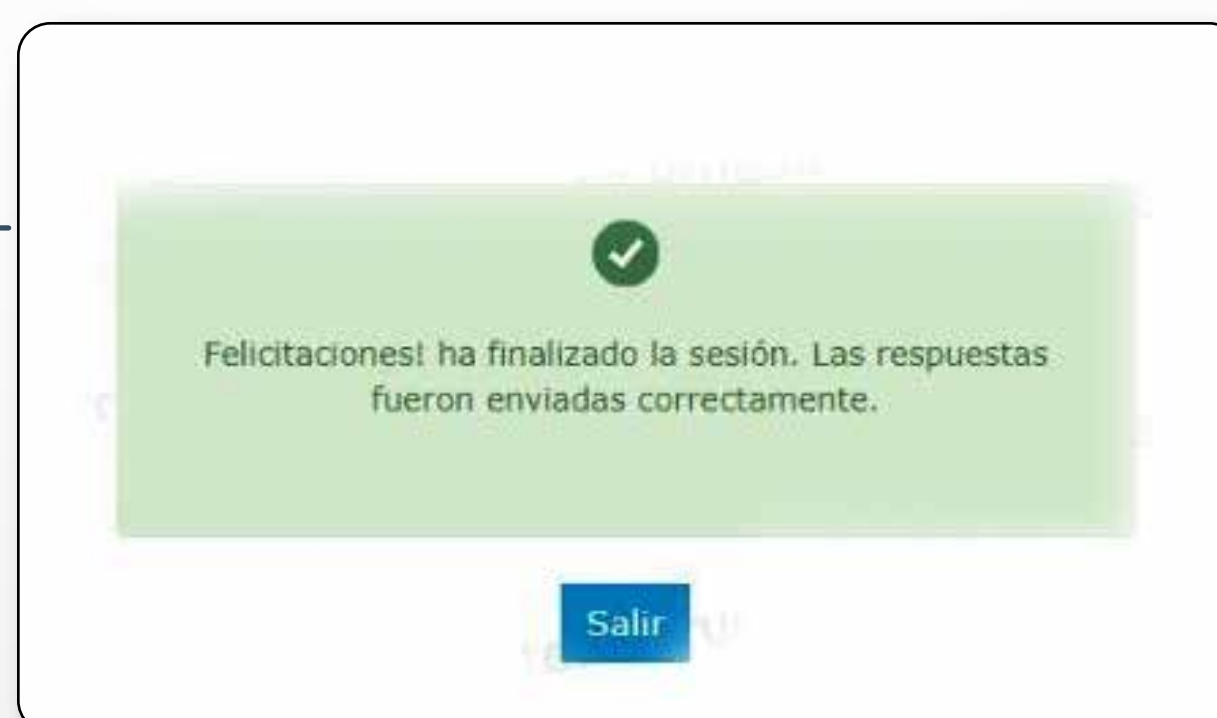 Felicitaciones! ha finalizado la sesión. Las respuestas
fueron enviadas correctamente.
Salir